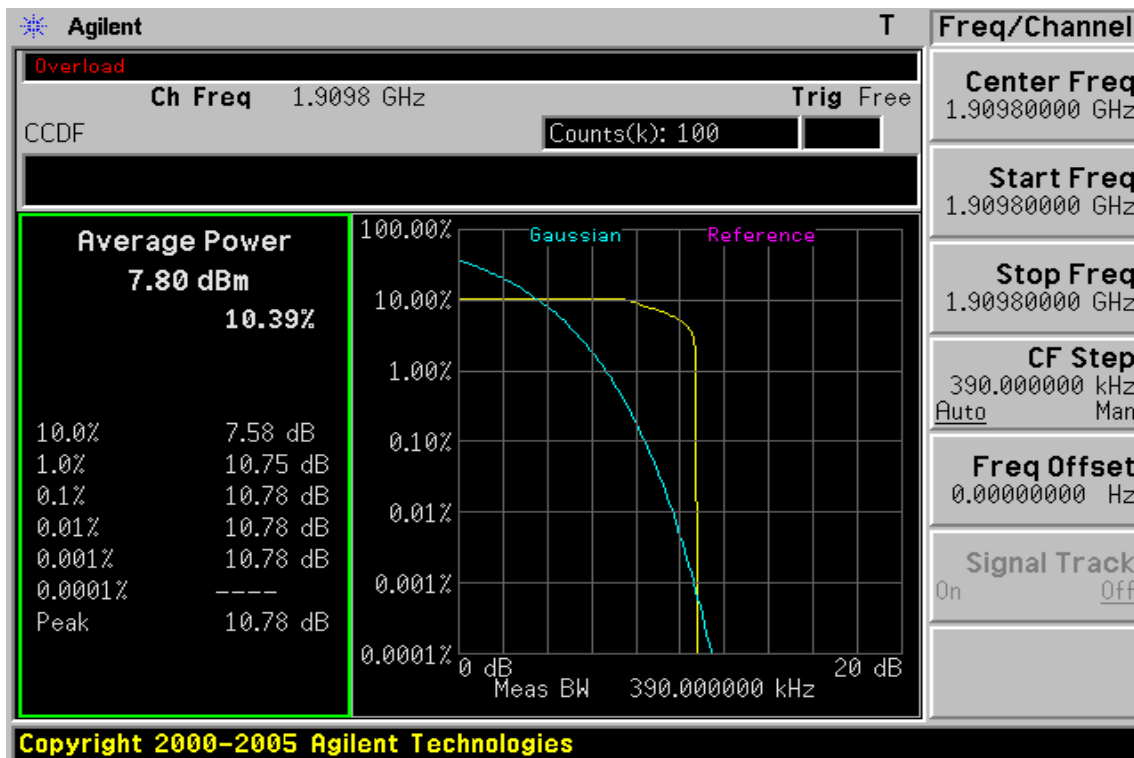 Agilent T Freq/Channel
Overload
Ch Freq 1.9098 GHz Trig Free
CCDF Counts(k): 100
Average Power
7.80 dBm
10.39%
10.0% 7.58 dB
1.0% 10.75 dB
0.1% 10.78 dB
0.01% 10.78 dB
0.001% 10.78 dB
0.0001% ----
Peak 10.78 dB
Gaussian Reference
100.00%
10.00%
1.00%
0.10%
0.01%
0.001%
0.0001%
0 dB 20 dB
Meas BW 390.000000 kHz
Center Freq
1.90980000 GHz
Start Freq
1.90980000 GHz
Stop Freq
1.90980000 GHz
CF Step
390.000000 kHz
Auto Man
Freq Offset
0.00000000 Hz
Signal Track
On Off
Copyright 2000-2005 Agilent Technologies